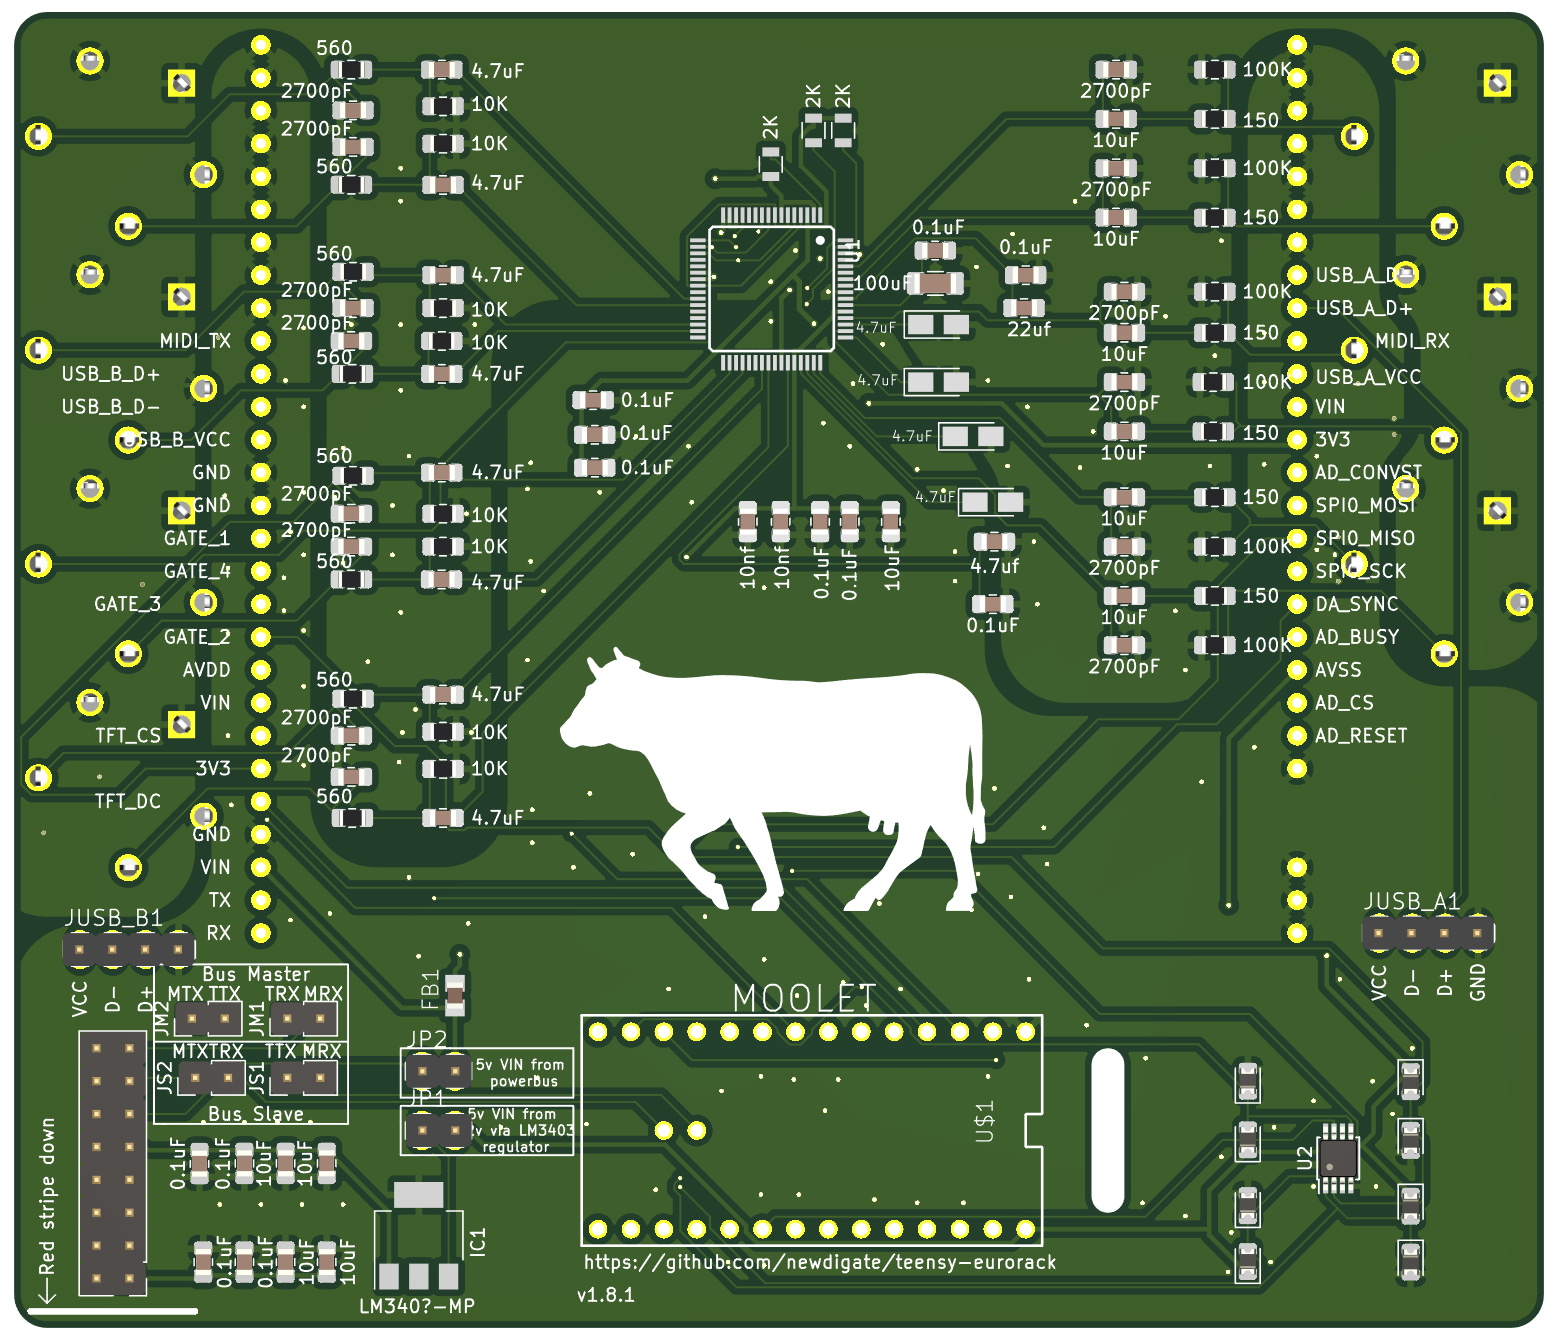 560
4.7uF
2700pF
10K
2700pF
10K
560
4.7uF
560
4.7uF
2700pF
10K
2700pF
10K
560
4.7uF
560
4.7uF
2700pF
10K
2700pF
10K
560
4.7uF
560
4.7uF
2700pF
10K
2700pF
10K
560
4.7uF
MIDI_TX
USB_B_D+
USB_B_D-
USB_B_VCC
GND
GND
GATE_1
GATE_4
GATE_3
GATE_2
AVDD
VIN
TFT_CS
3V3
TFT_DC
GND
VIN
TX
RX
2K
2K
2K
0.1uF
0.1uF
100uF
22uf
4.7uF
4.7uF
4.7uF
4.7uF
0.1uF
0.1uF
0.1uF
10nf
10nf
0.1uF
0.1uF
10uF
4.7uf
0.1uF
100K
2700pF
150
10uF
100K
2700pF
150
10uF
100K
2700pF
150
10uF
100K
2700pF
150
10uF
150
10uF
100K
2700pF
150
10uF
100K
2700pF
USB_A_D-
USB_A_D+
MIDI_RX
USB_A_VCC
VIN
3V3
AD_CONVST
SPI0_MOSI
SPI0_MISO
SPI0_SCK
DA_SYNC
AD_BUSY
AVSS
AD_CS
AD_RESET
JUSB_B1
VCC
D-
D+
JUSB_A1
VCC
D-
D+
GND
Bus Master
MTX TTX
TRX MRX
JM2
JM1
MTX TRX
TTX MRX
JS2
JS1
Bus Slave
FB1
JP2
5v VIN from
powerbus
JP1
5v VIN from
via LM3403
regulator
0.1uF
0.1uF
10uF
10uF
0.1uF
0.1uF
10uF
10uF
Red stripe down
IC1
LM340?-MP
MOOLET
U$1
U2
https://github.com/newdigate/teensy-eurorack
v1.8.1